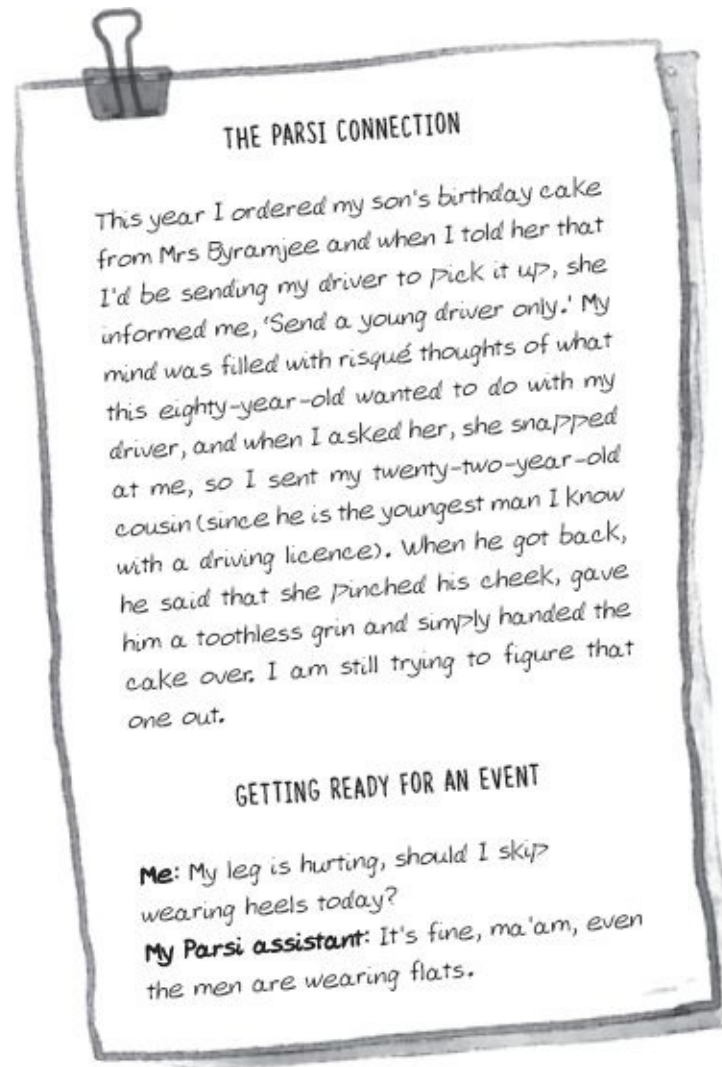 THE PARSI CONNECTION
This year I ordered my son's birthday cake
from Mrs Byramjee and when I told her that
I'd be sending my driver to pick it up, she
informed me, 'Send a young driver only.' My
mind was filled with risqué thoughts of what
this eighty-year-old wanted to do with my
driver, and when I asked her, she snapped
at me, so I sent my twenty-two-year-old
cousin (since he is the youngest man I know
with a driving licence). When he got back,
he said that she pinched his cheek, gave
him a toothless grin and simply handed the
cake over. I am still trying to figure that
one out.
GETTING READY FOR AN EVENT
Me: My leg is hurting, should I skip
wearing heels today?
My Parsi assistant: It's fine, ma'am, even
the men are wearing flats.